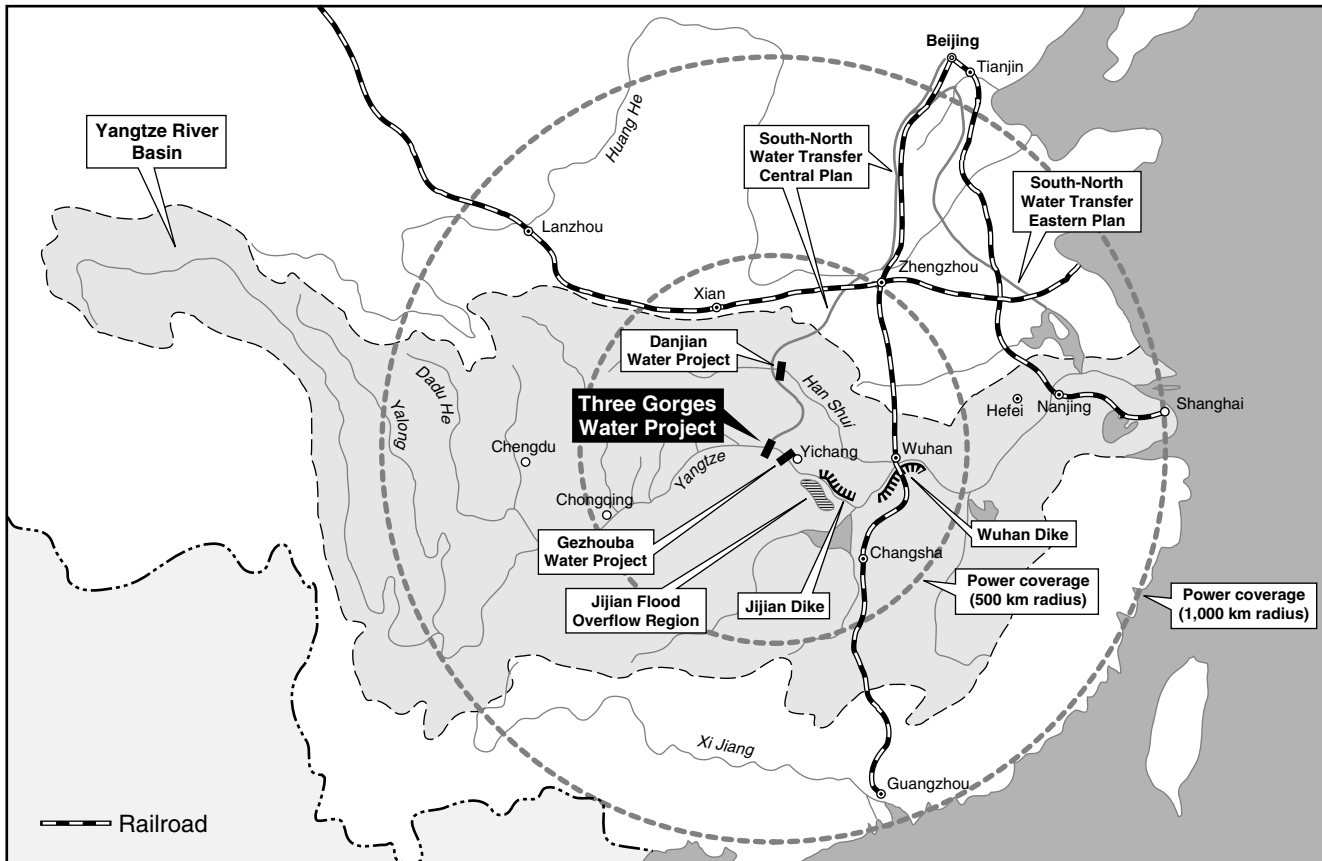 Beijing
Tianjin
Yangtze River
Basin
Huang He
South-North
Water Transfer
Central Plan
South-North
Water Transfer
Eastern Plan
Lanzhou
Zhengzhou
Xian
Danjian
Water Project
Han Shui
Dadu He
Yalong
Three Gorges
Water Project
Hefei
Nanjing
Shanghai
Chengdu
Yangtze
Yichang
Wuhan
Chongqing
Gezhouba
Water Project
Wuhan Dike
Changsha
Jijian Flood
Overflow Region
Jijian Dike
Power coverage
(500 km radius)
Power coverage
(1,000 km radius)
Xi Jiang
Guangzhou
Railroad